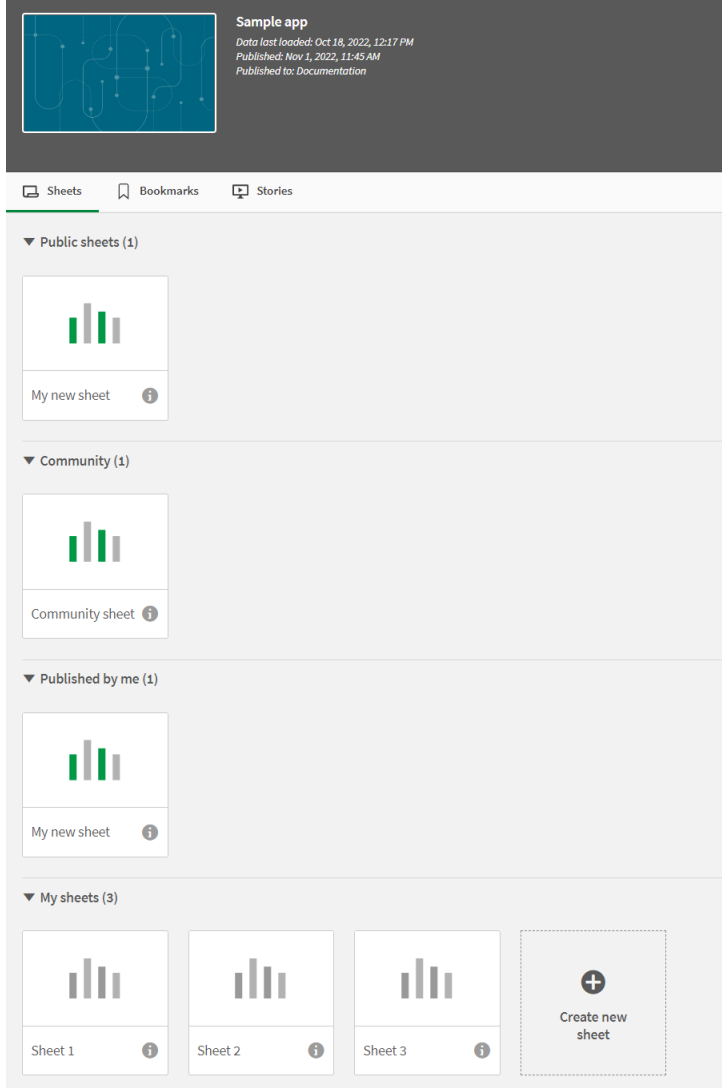 Sample app
Data last loaded: Oct 18, 2022, 12:17 PM
Published: Nov 1, 2022, 11:45 AM
Published to: Documentation
Sheets Bookmarks Stories
Public sheets (1)
My new sheet
Community (1)
Community sheet
Published by me (1)
My new sheet
My sheets (3)
Create new
sheet
Sheet 1 Sheet 2 Sheet 3